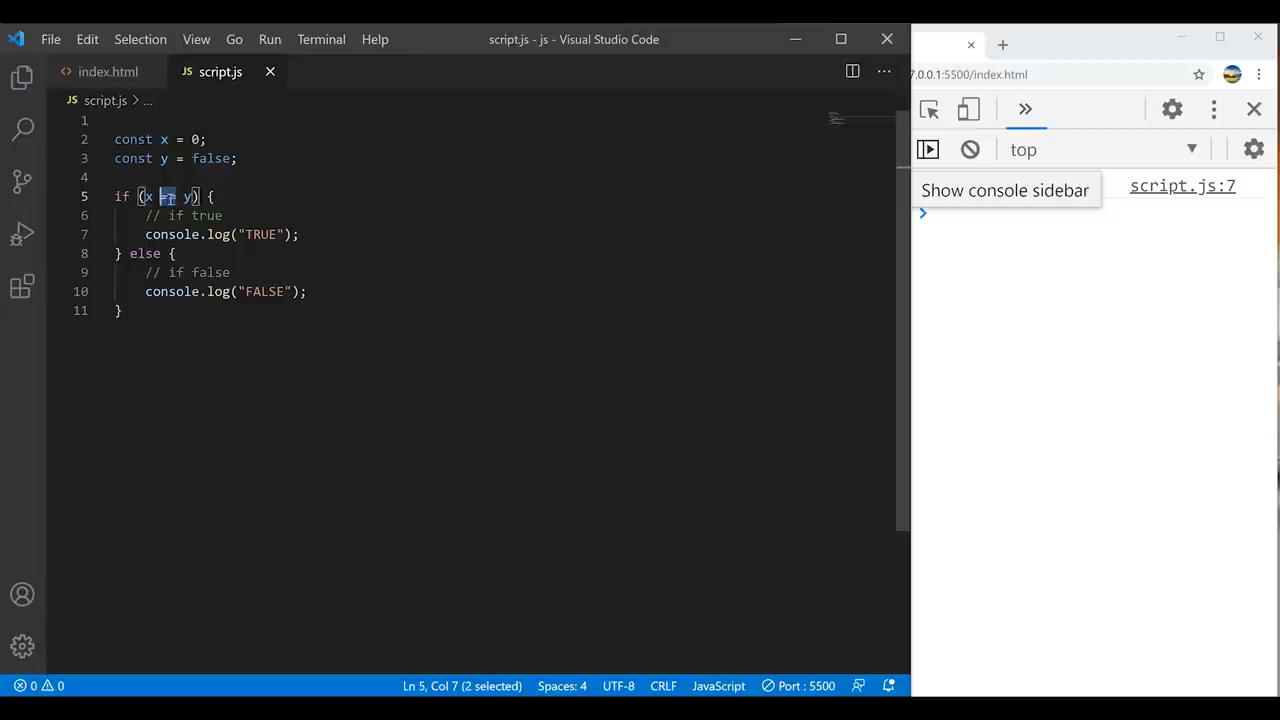 File Edit Selection View Go Run Terminal Help
script.js - js - Visual Studio Code
index.html
script.js
JS script.js > ...
1
2 const x = 0;
3 const y = false;
4
5 if (x == y) {
6 // if true
7 console.log("TRUE");
8 } else {
9 // if false
10 console.log("FALSE");
11 }
0 0
Ln 5, Col 7 (2 selected) Spaces: 4 UTF-8 CRLF JavaScript Port : 5500
7.0.0.1:5500/index.html
top
Show console sidebar
script.js:7